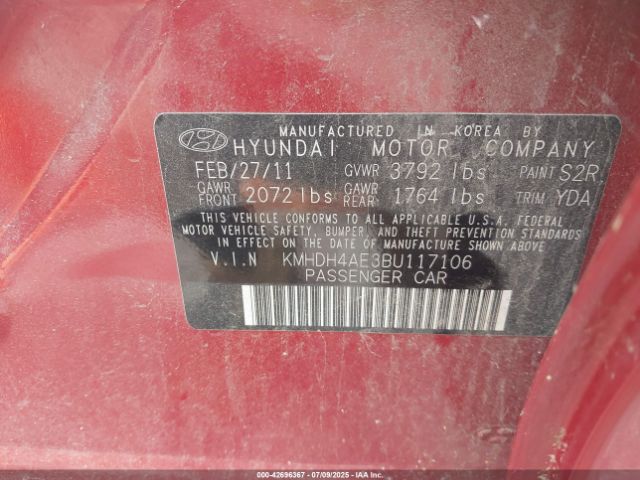 MANUFACTURED IN KOREA BY
HYUNDAI MOTOR COMPANY
FEB/27/11 GVWR 3792 lbs PAINT S2R
GAWR FRONT 2072 lbs GAWR REAR 1764 lbs TRIM YDA
THIS VEHICLE CONFORMS TO ALL APPLICABLE U.S.A. FEDERAL
MOTOR VEHICLE SAFETY, BUMPER, AND THEFT PREVENTION STANDARDS
IN EFFECT ON THE DATE OF MANUFACTURE SHOWN ABOVE.
V.I.N KMHDH4AE3BU117106
PASSENGER CAR
000-42696367 - 07/09/2025 - IAAI.COM